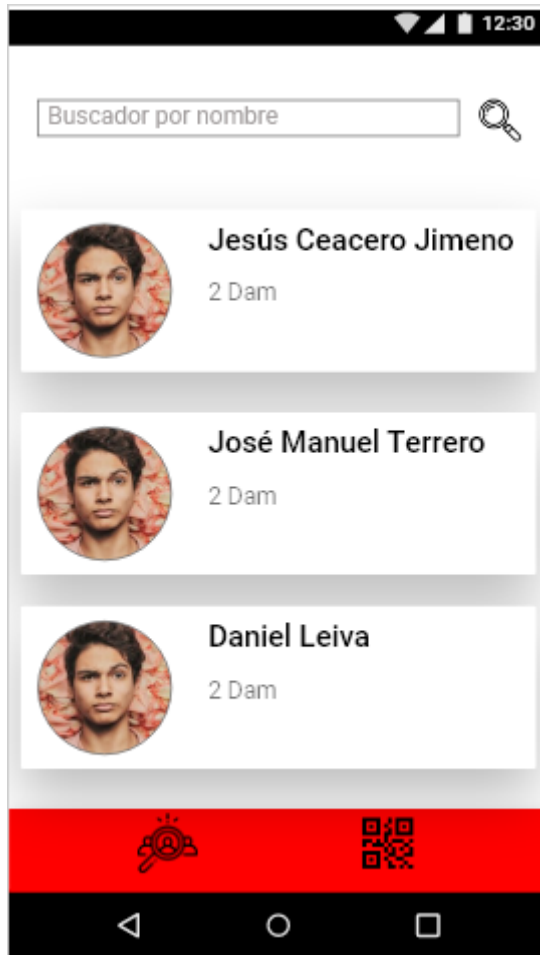 12:30
Buscador por nombre
Jesús Ceacero Jimeno
2 Dam
José Manuel Terrero
2 Dam
Daniel Leiva
2 Dam